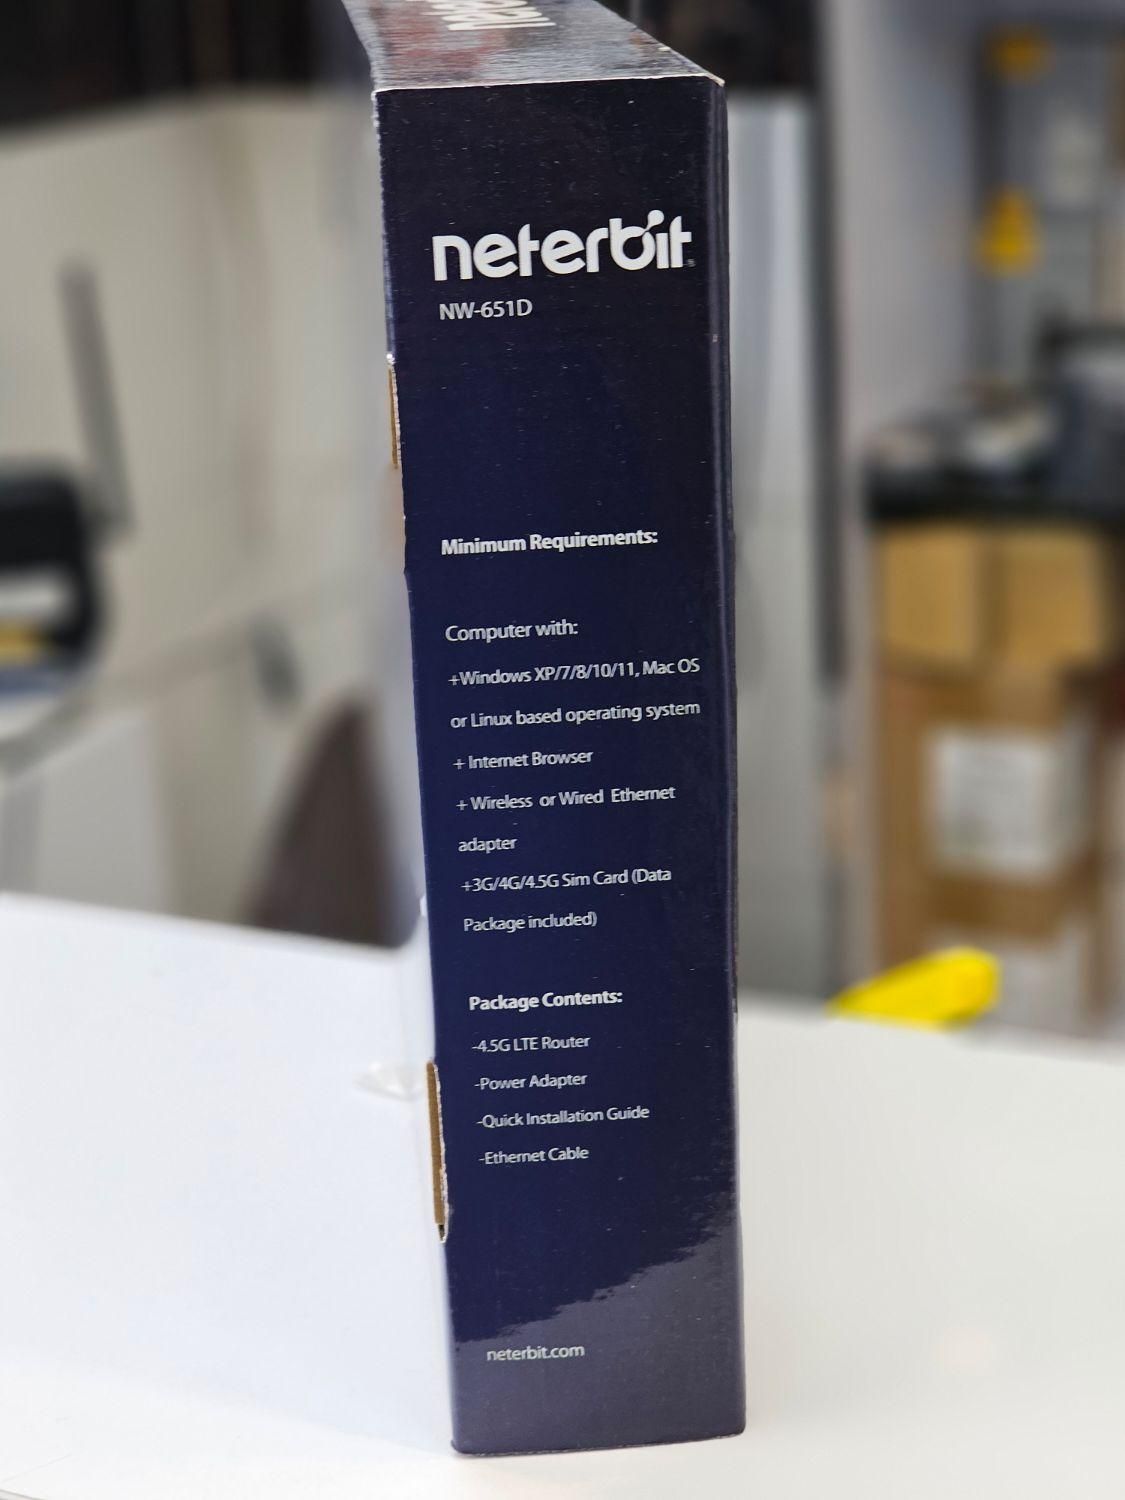 neterbit
NW-651D
Minimum Requirements:
Computer with:
+Windows XP/7/8/10/11, Mac OS
or Linux based operating system
+ Internet Browser
+ Wireless or Wired Ethernet
adapter
+3G/4G/4.5G Sim Card (Data
Package included)
Package Contents:
-4.5G LTE Router
-Power Adapter
-Quick Installation Guide
-Ethernet Cable
neterbit.com